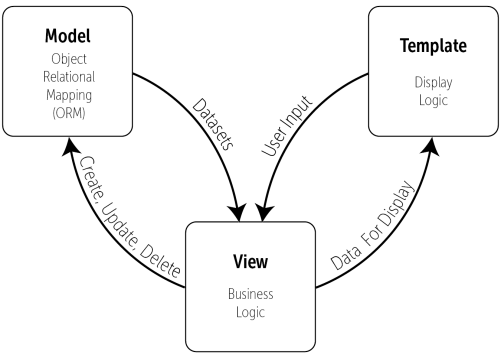 Model
Object
Relational
Mapping
(ORM)
Template
Display
Logic
Datasets
User Input
Create, Update, Delete
Data For Display
View
Business
Logic